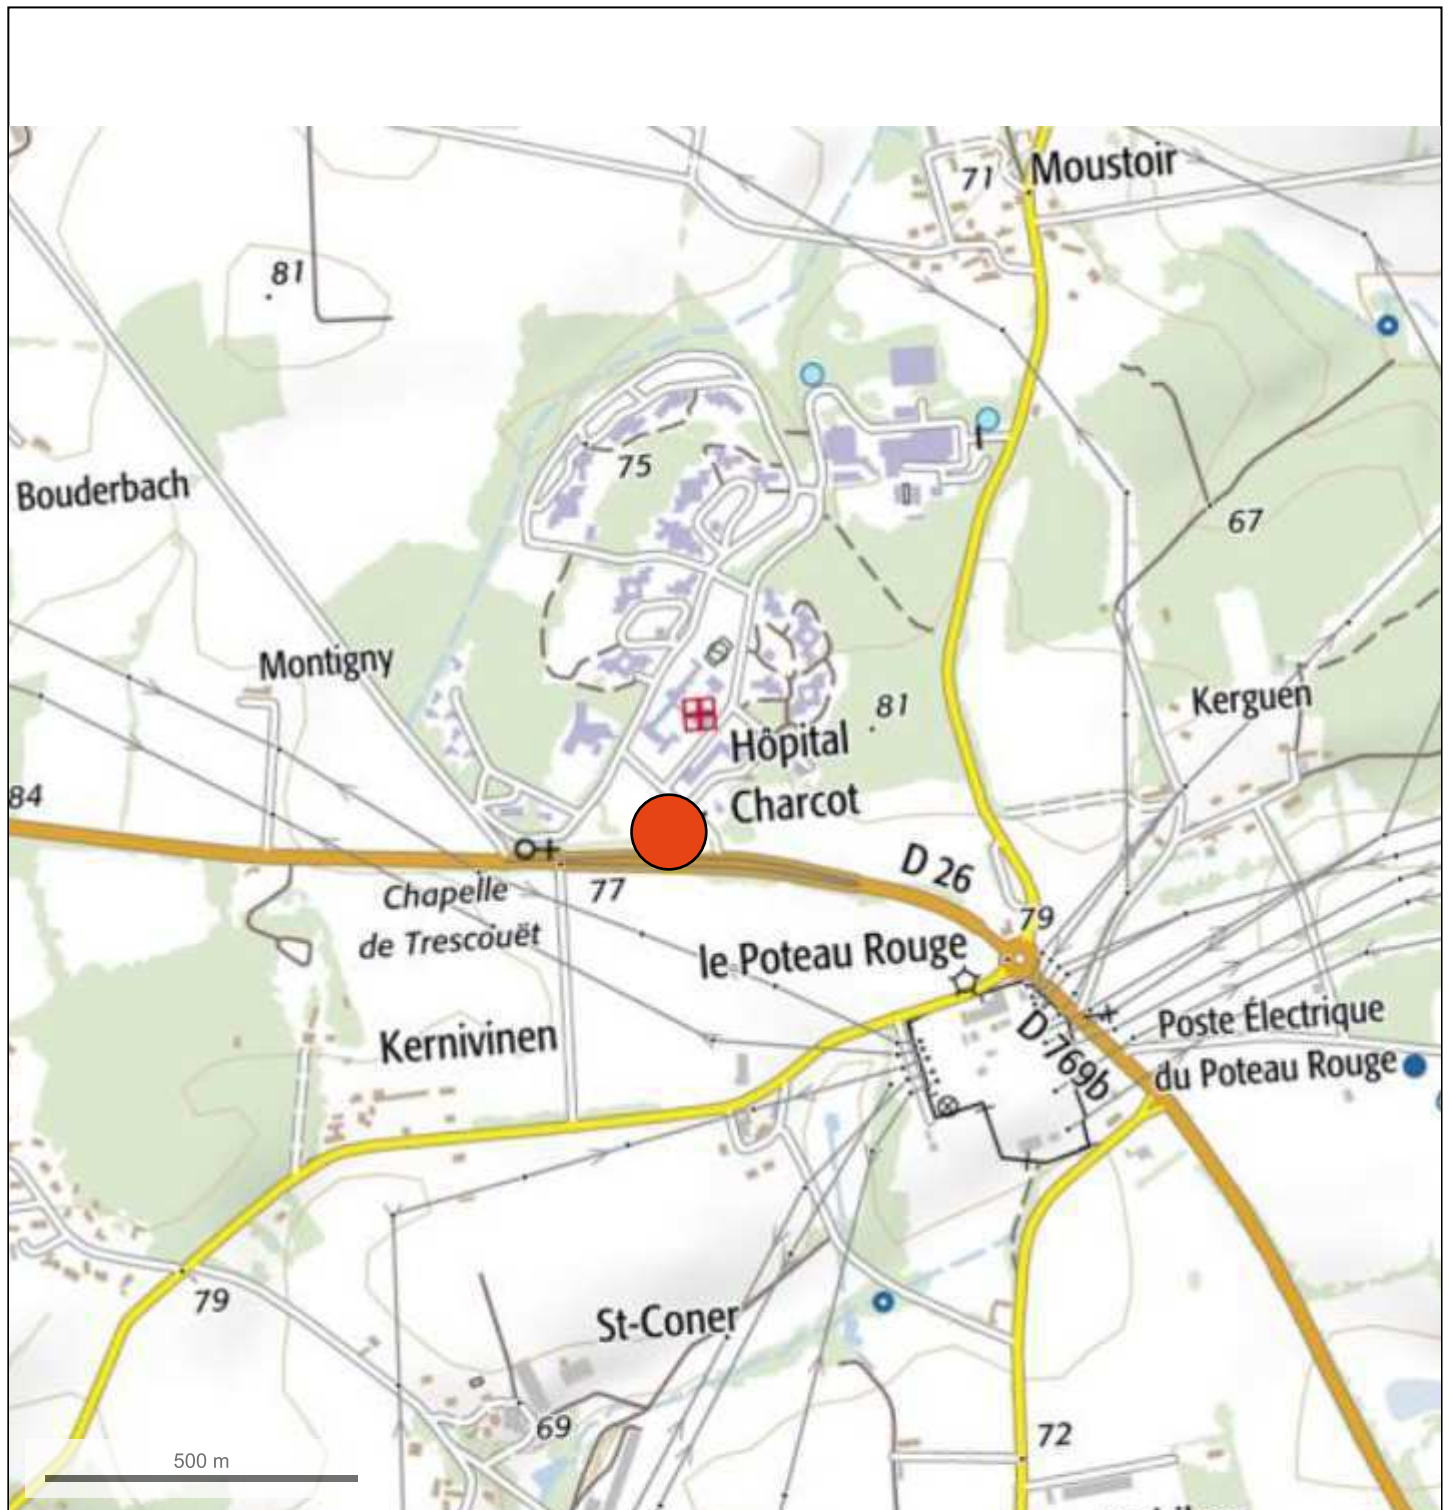 71 Moustoir
81
75
Bouderbach
67
Montigny
Kerguen
81
Hôpital
Charcot
84
D 26
Chapelle
de Trescouët
77
79
le Poteau Rouge
Kernivinen
D 769b
Poste Électrique
du Poteau Rouge
79
St-Coner
69
72
500 m